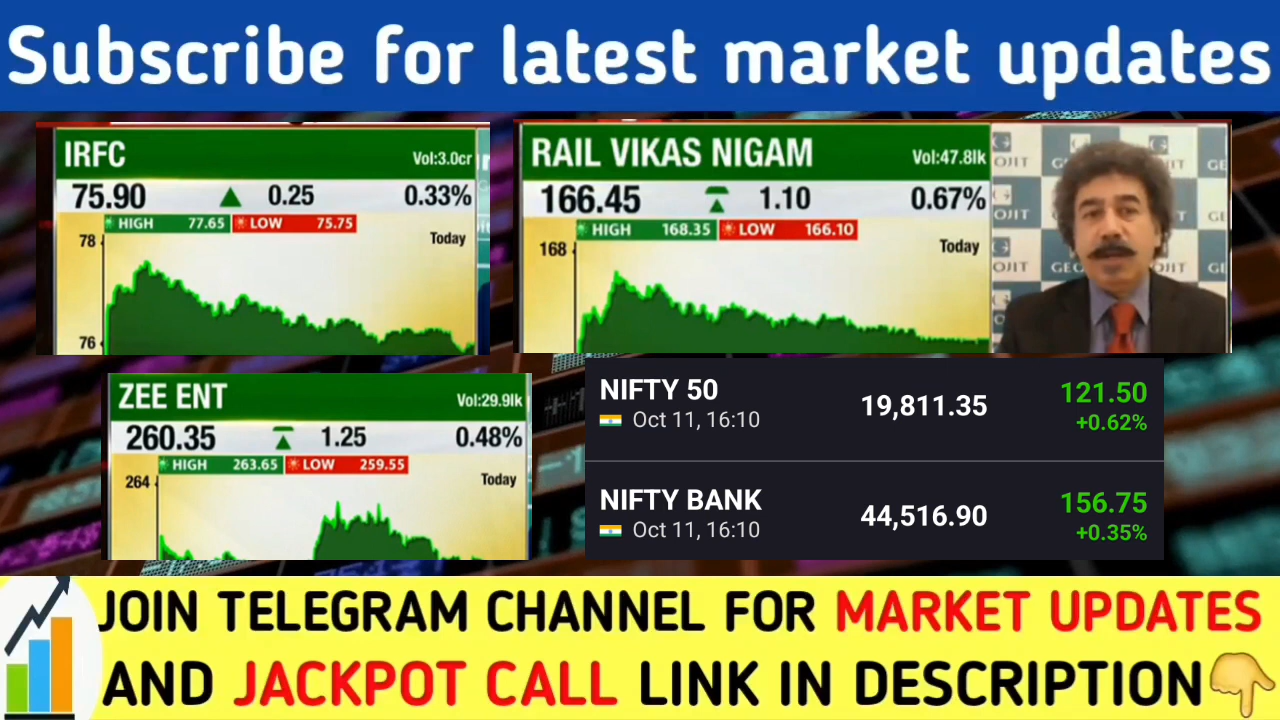 Subscribe for latest market updates
IRFC
Vol:3.0cr
75.90 ▲ 0.25 0.33%
HIGH 77.65 LOW 75.75
78
Today
76
RAIL VIKAS NIGAM
Vol:47.8lk
166.45 ▲ 1.10 0.67%
HIGH 168.35 LOW 166.10
168
Today
GEOJIT
ZEE ENT
Vol:29.9lk
260.35 ▲ 1.25 0.48%
HIGH 263.65 LOW 259.55
264
Today
NIFTY 50
Oct 11, 16:10
19,811.35
121.50
+0.62%
NIFTY BANK
Oct 11, 16:10
44,516.90
156.75
+0.35%
JOIN TELEGRAM CHANNEL FOR MARKET UPDATES
AND JACKPOT CALL LINK IN DESCRIPTION👇